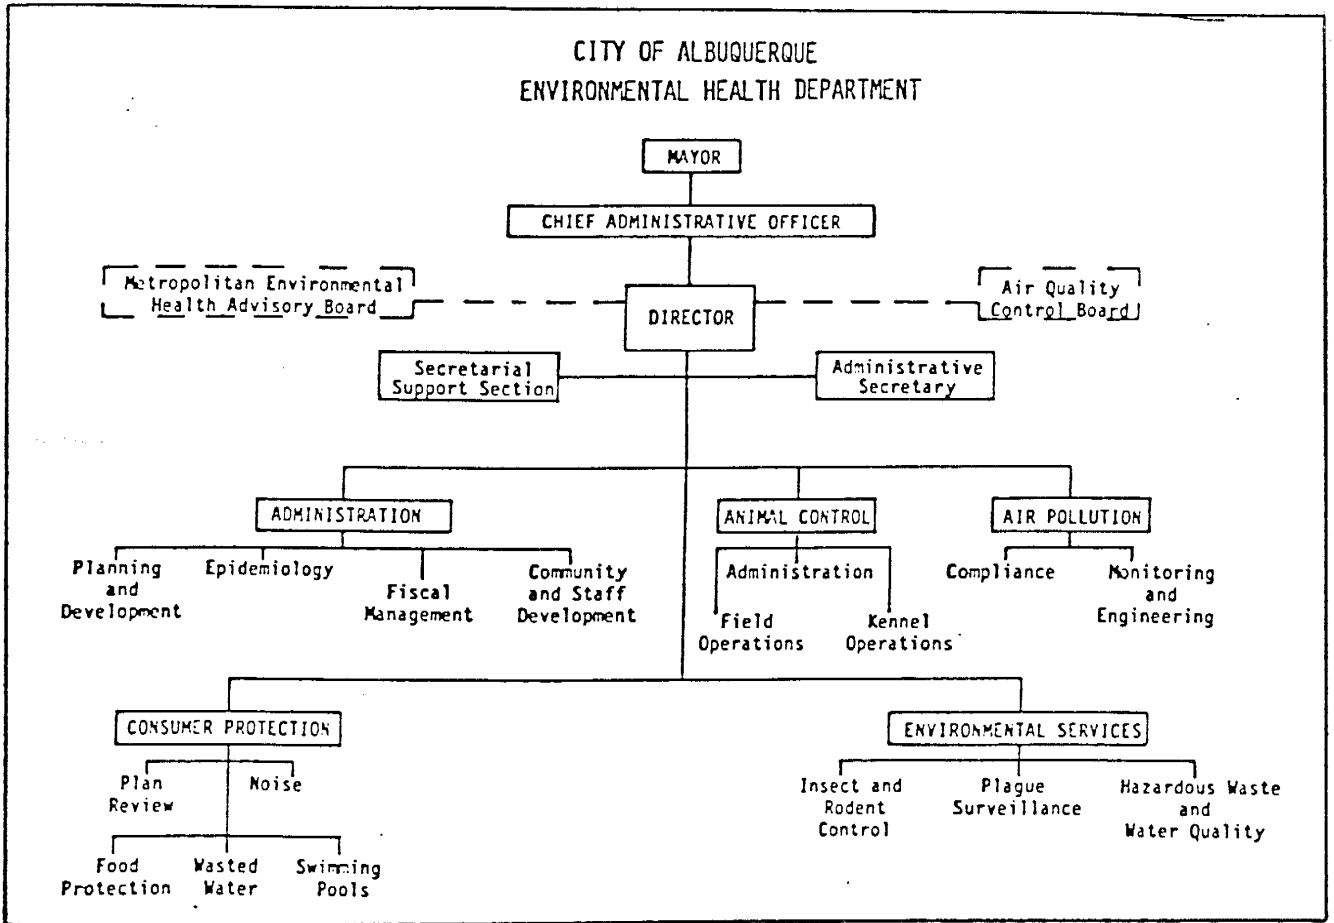 CITY OF ALBUQUERQUE
ENVIRONMENTAL HEALTH DEPARTMENT
MAYOR
CHIEF ADMINISTRATIVE OFFICER
Metropolitan Environmental
Health Advisory Board
DIRECTOR
Air Quality
Control Board
Secretarial
Support Section
Administrative
Secretary
ADMINISTRATION
Planning
and
Development
Epidemiology
Fiscal
Management
Community
and Staff
Development
ANIMAL CONTROL
Administration
Field
Operations
Kennel
Operations
AIR POLLUTION
Compliance
Monitoring
and
Engineering
CONSUMER PROTECTION
Plan
Review
Noise
Food
Protection
Wasted
Water
Swimming
Pools
ENVIRONMENTAL SERVICES
Insect and
Rodent
Control
Plague
Surveillance
Hazardous Waste
and
Water Quality